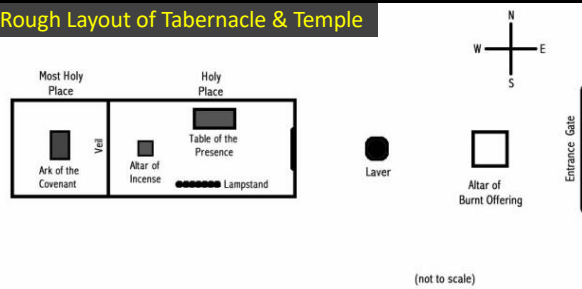 Rough Layout of Tabernacle & Temple
N
W
E
S
Most Holy
Place
Holy
Place
Veil
Ark of the
Covenant
Altar of
Incense
Table of the
Presence
Lampstand
Laver
Altar of
Burnt Offering
Entrance Gate
(not to scale)